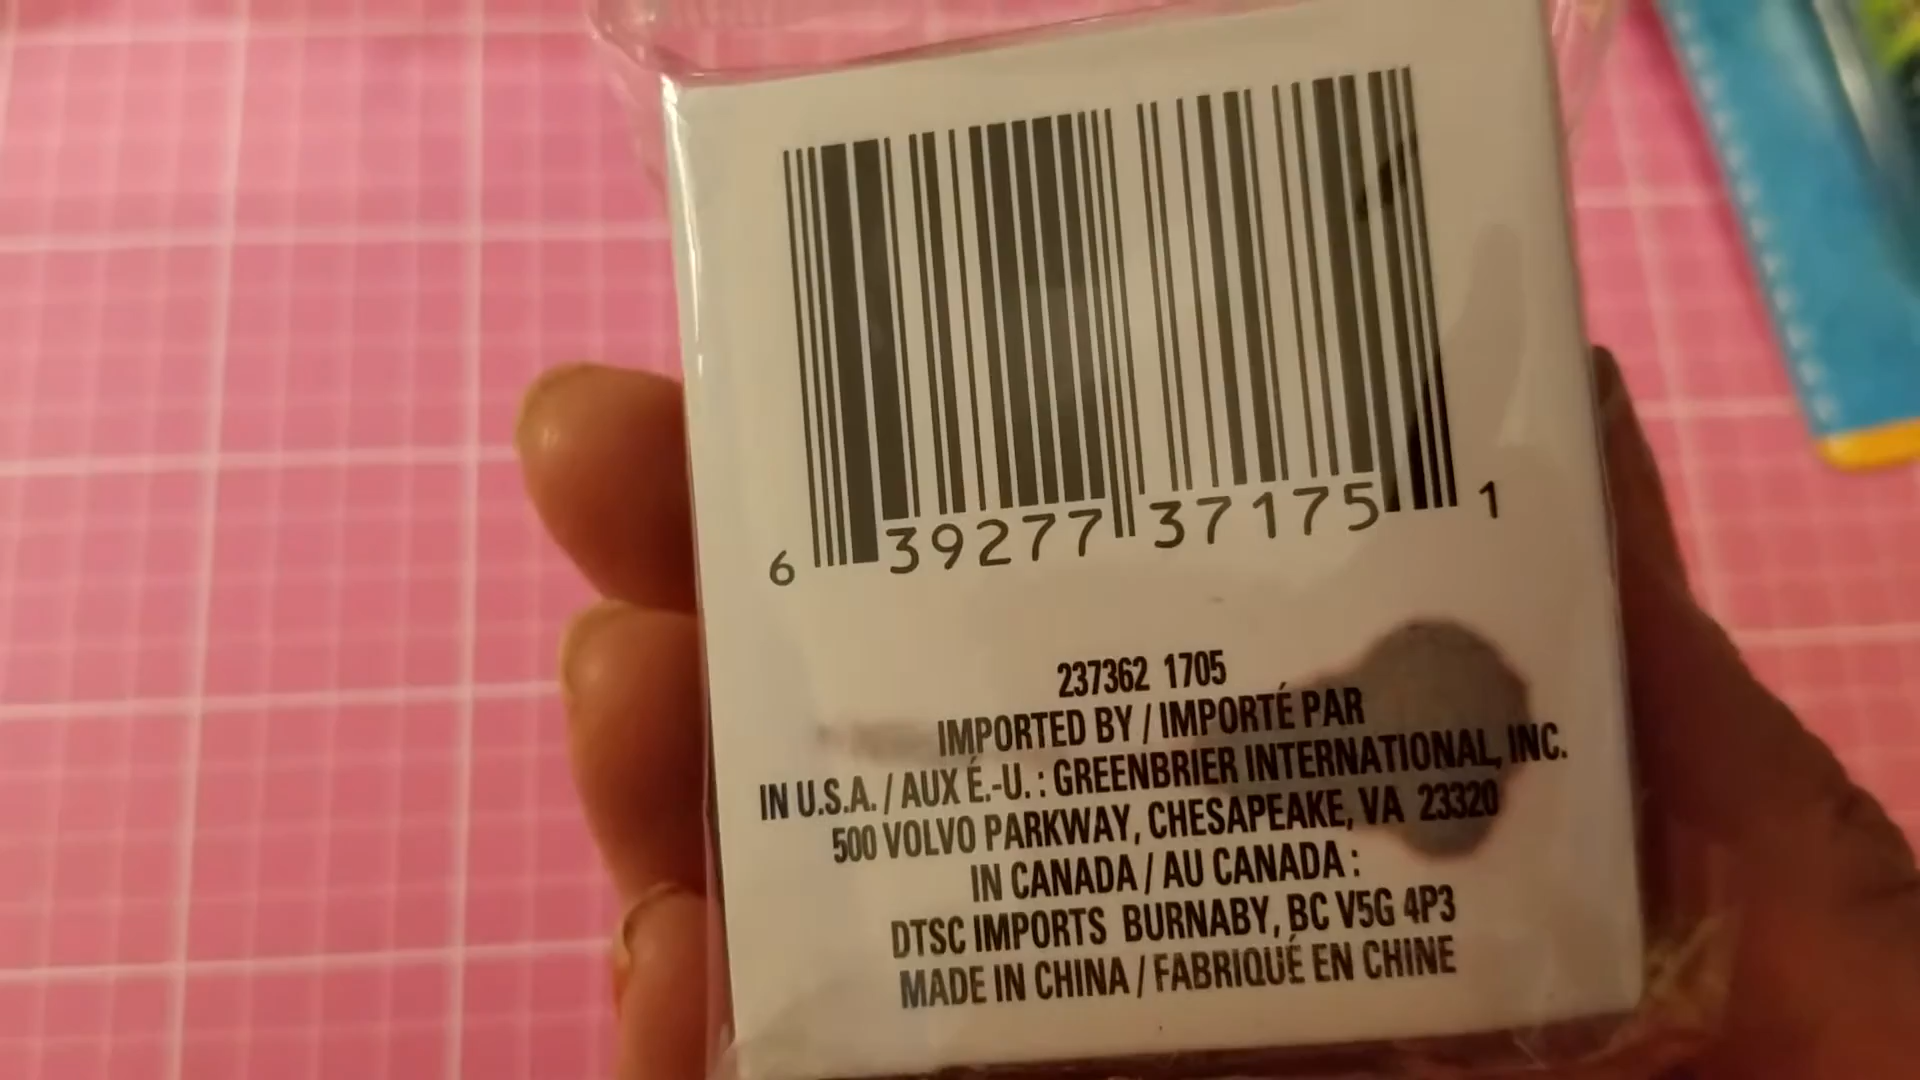 6 39277 37175 1
237362 1705
IMPORTED BY / IMPORTÉ PAR
IN U.S.A. / AUX É.-U. : GREENBRIER INTERNATIONAL, INC.
500 VOLVO PARKWAY, CHESAPEAKE, VA 23320
IN CANADA / AU CANADA :
DTSC IMPORTS BURNABY, BC V5G 4P3
MADE IN CHINA / FABRIQUÉ EN CHINE